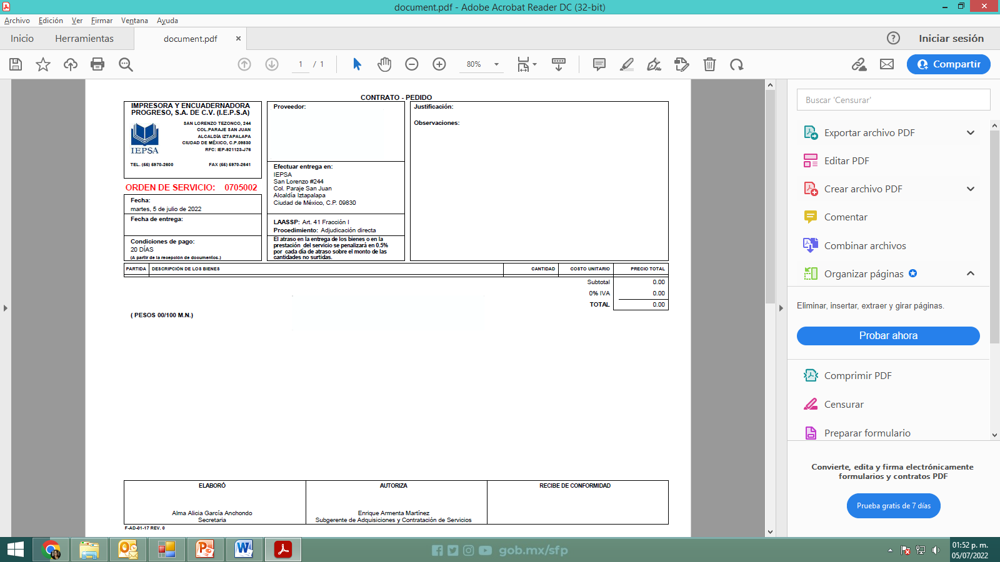 document.pdf - Adobe Acrobat Reader DC (32-bit)
Archivo Edición Ver Firmar Ventana Ayuda
Inicio Herramientas document.pdf × Iniciar sesión
1 / 1 80% Compartir
CONTRATO - PEDIDO
IMPRESORA Y ENCUADERNADORA
PROGRESO, S.A. DE C.V. (I.E.P.S.A)
SAN LORENZO TEZONCO, 244
COL.PARAJE SAN JUAN
ALCALDÍA IZTAPALAPA
CIUDAD DE MÉXICO, C.P.09830
RFC: IEP-921123-J76
IEPSA
TEL. (55) 5970-2600 FAX (55) 5970-2641
ORDEN DE SERVICIO: 0705002
Fecha:
martes, 5 de julio de 2022
Fecha de entrega:
Condiciones de pago:
20 DÍAS
(A partir de la recepción de documentos.)
Proveedor:
Efectuar entrega en:
IEPSA
San Lorenzo #244
Col. Paraje San Juan
Alcaldía Iztapalapa
Ciudad de México, C.P. 09830
LAASSP: Art. 41 Fracción I
Procedimiento: Adjudicación directa
El atraso en la entrega de los bienes o en la
prestación del servicio se penalizará en 0.5%
por cada día de atraso sobre el monto de las
cantidades no surtidas.
Justificación:
Observaciones:
PARTIDA DESCRIPCIÓN DE LOS BIENES CANTIDAD COSTO UNITARIO PRECIO TOTAL
Subtotal 0.00
0% IVA 0.00
TOTAL 0.00
( PESOS 00/100 M.N.)
ELABORÓ AUTORIZA RECIBE DE CONFORMIDAD
Alma Alicia García Anchondo Enrique Armenta Martínez
Secretaria Subgerente de Adquisiciones y Contratación de Servicios
F-AD-01-17 REV. 0
Buscar 'Censurar'
Exportar archivo PDF
Editar PDF
Crear archivo PDF
Comentar
Combinar archivos
Organizar páginas
Eliminar, insertar, extraer y girar páginas.
Probar ahora
Comprimir PDF
Censurar
Preparar formulario
Convierte, edita y firma electrónicamente
formularios y contratos PDF
Prueba gratis de 7 días
gob.mx/sfp
01:52 p. m.
05/07/2022